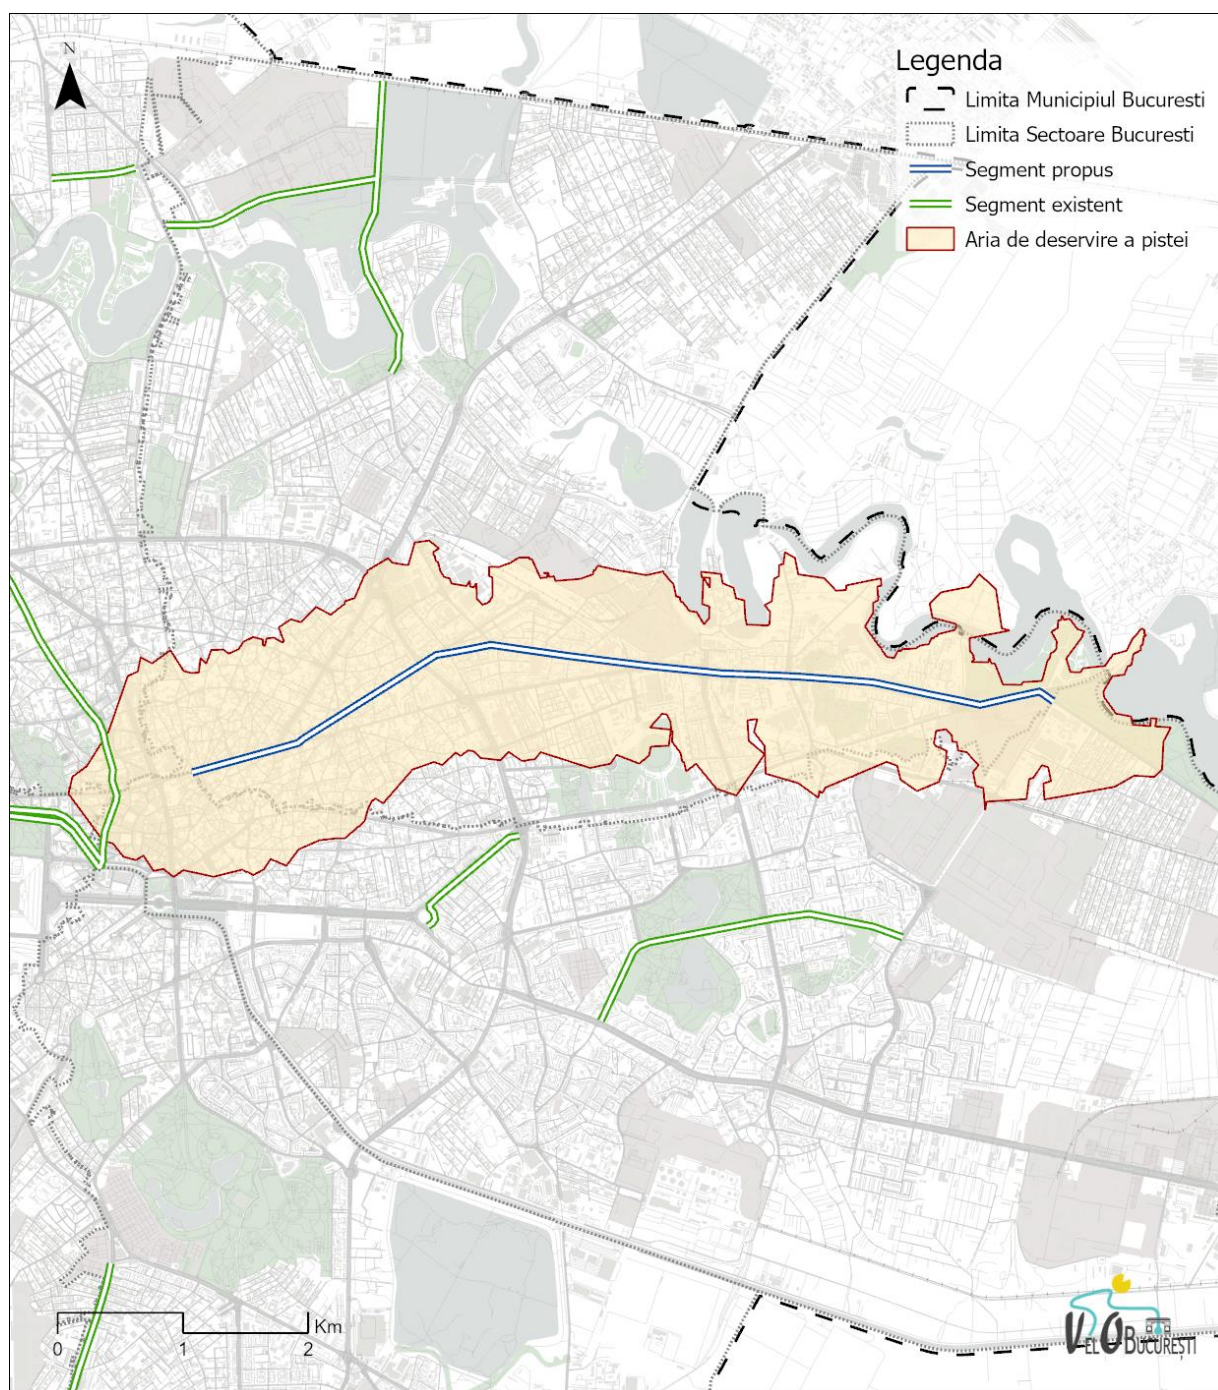 N
Legenda
Limita Municipiul Bucuresti
Limita Sectoare Bucuresti
Segment propus
Segment existent
Aria de deservire a pistei
0 1 2 Km
VELO BUCUREȘTI